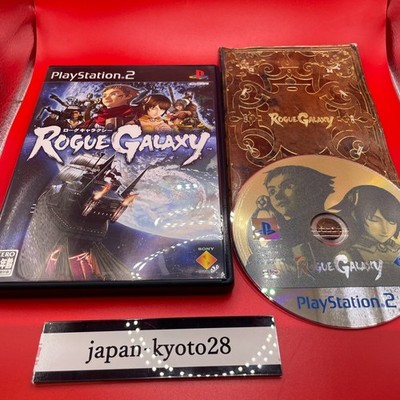 PlayStation 2
ローグギャラクシー
ROGUE GALAXY
SONY
ROGUE GALAXY
ROGUE GALAXY
PlayStation 2
japan-kyoto28